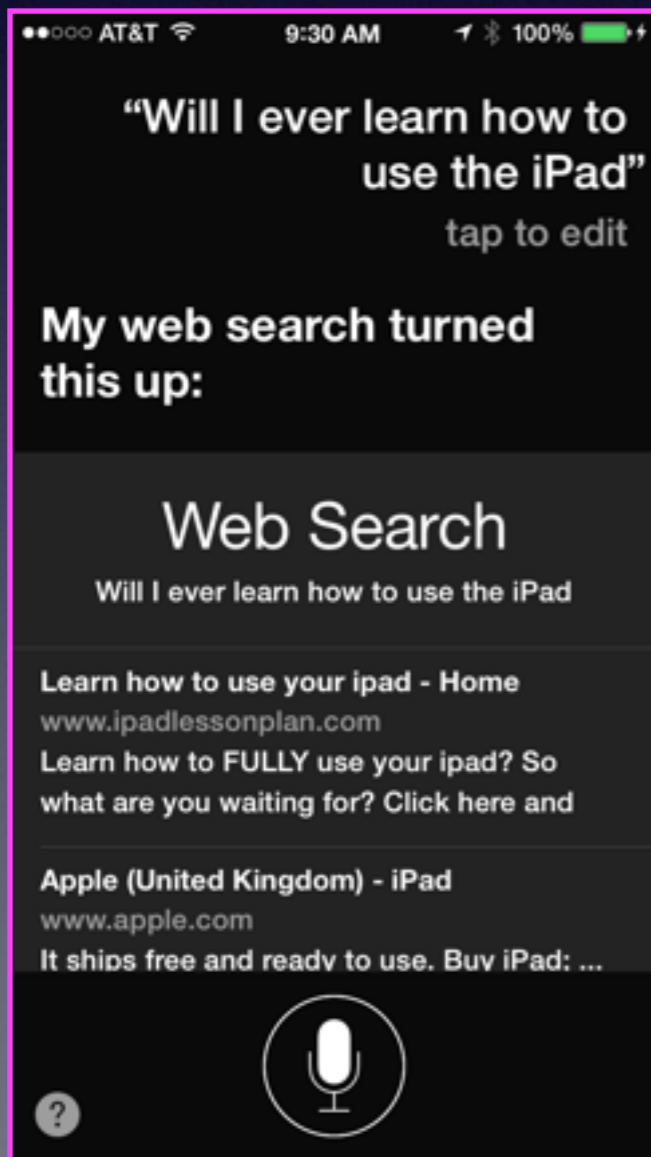 AT&T 9:30 AM 100%
“Will I ever learn how to
use the iPad”
tap to edit
My web search turned
this up:
Web Search
Will I ever learn how to use the iPad
Learn how to use your ipad - Home
www.ipadlessonplan.com
Learn how to FULLY use your ipad? So
what are you waiting for? Click here and
Apple (United Kingdom) - iPad
www.apple.com
It ships free and ready to use. Buy iPad; ...
?